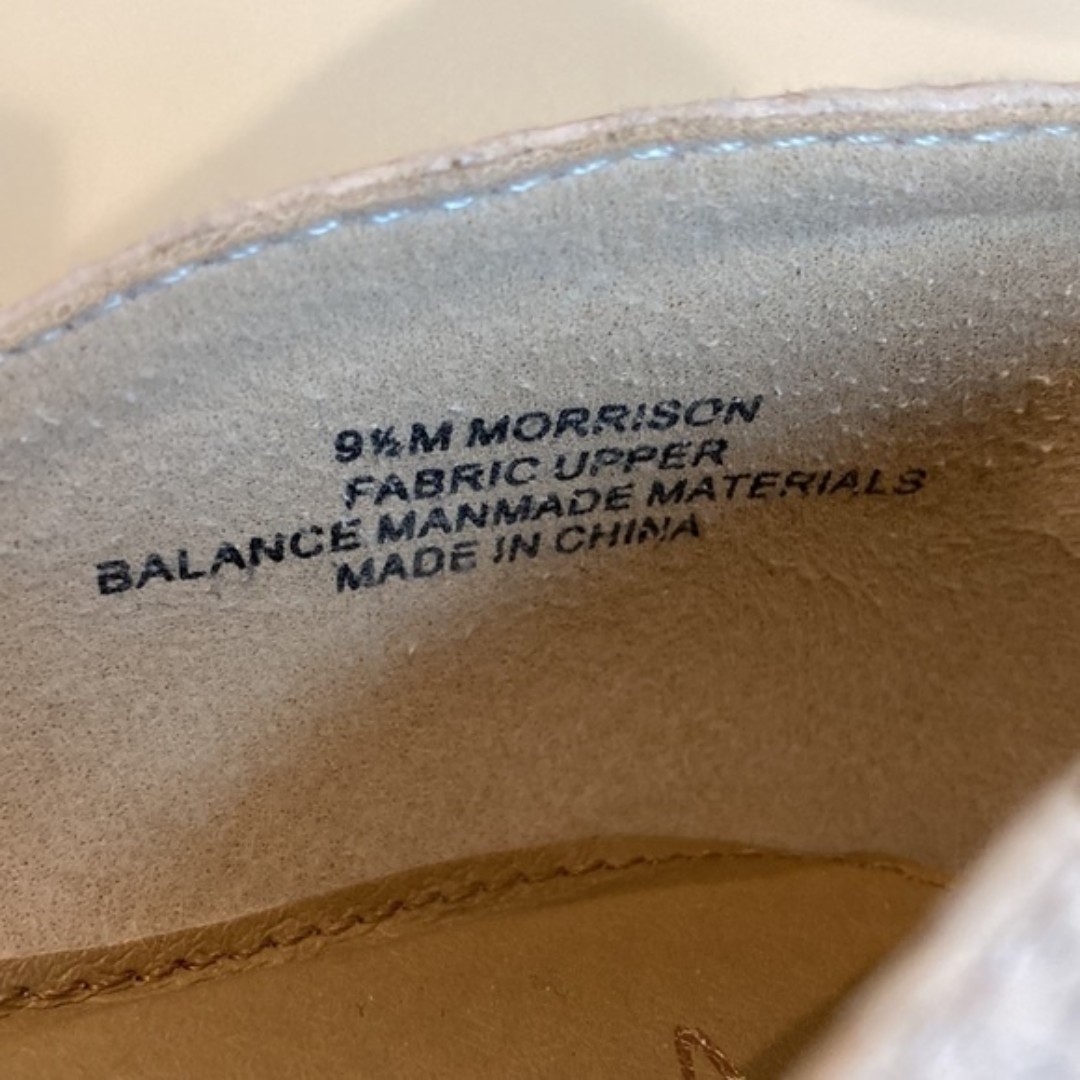 9½M MORRISON
FABRIC UPPER
BALANCE MANMADE MATERIALS
MADE IN CHINA